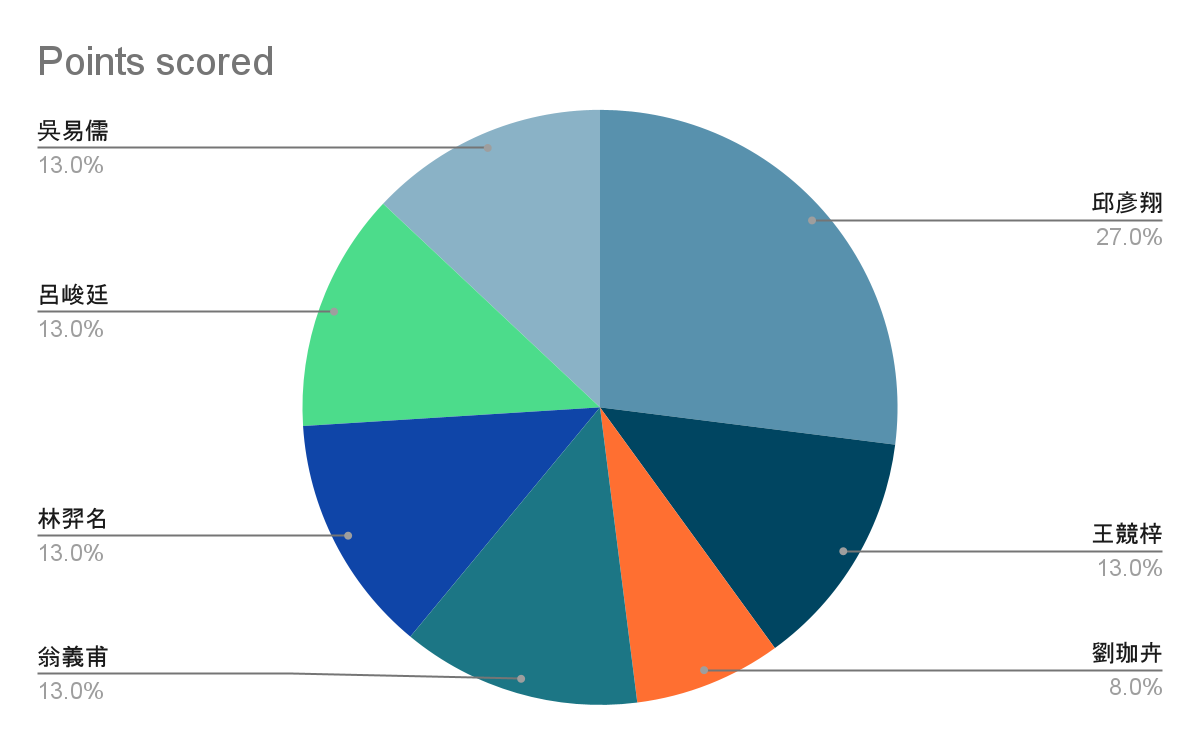 Points scored
吳易儒
13.0%
邱彥翔
27.0%
呂峻廷
13.0%
林羿名
13.0%
王競梓
13.0%
翁義甫
13.0%
劉珈卉
8.0%